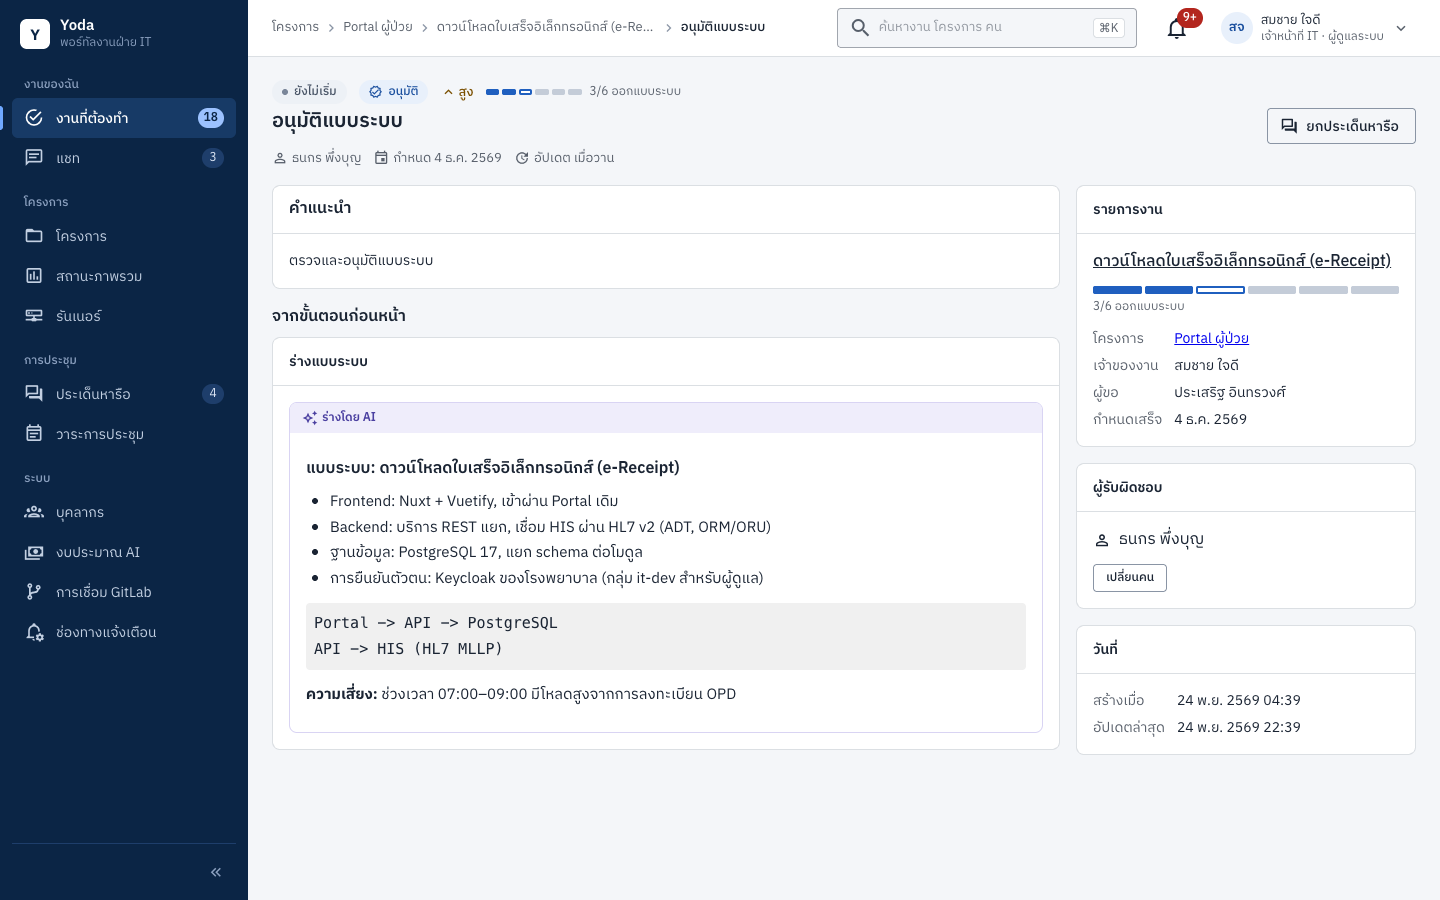 Yoda
พอร์ทัลงานฝ่าย IT
งานของฉัน
งานที่ต้องทำ 18
แชท 3
โครงการ
โครงการ
สถานะภาพรวม
รันเนอร์
การประชุม
ประเด็นหารือ 4
วาระการประชุม
ระบบ
บุคลากร
งบประมาณ AI
การเชื่อม GitLab
ช่องทางแจ้งเตือน
โครงการ > Portal ผู้ป่วย > ดาวน์โหลดใบเสร็จอิเล็กทรอนิกส์ (e-Re... > อนุมัติแบบระบบ
ค้นหางาน โครงการ คน ⌘K
9+
สจ
สมชาย ใจดี
เจ้าหน้าที่ IT · ผู้ดูแลระบบ
ยังไม่เริ่ม อนุมัติ สูง 3/6 ออกแบบระบบ
อนุมัติแบบระบบ
ยกประเด็นหารือ
ธนกร พึ่งบุญ กำหนด 4 ธ.ค. 2569 อัปเดต เมื่อวาน
คำแนะนำ
ตรวจและอนุมัติแบบระบบ
จากขั้นตอนก่อนหน้า
ร่างแบบระบบ
ร่างโดย AI
แบบระบบ: ดาวน์โหลดใบเสร็จอิเล็กทรอนิกส์ (e-Receipt)
• Frontend: Nuxt + Vuetify, เข้าผ่าน Portal เดิม
• Backend: บริการ REST แยก, เชื่อม HIS ผ่าน HL7 v2 (ADT, ORM/ORU)
• ฐานข้อมูล: PostgreSQL 17, แยก schema ต่อโมดูล
• การยืนยันตัวตน: Keycloak ของโรงพยาบาล (กลุ่ม it-dev สำหรับผู้ดูแล)
Portal -> API -> PostgreSQL
API -> HIS (HL7 MLLP)
ความเสี่ยง: ช่วงเวลา 07:00–09:00 มีโหลดสูงจากการลงทะเบียน OPD
รายการงาน
ดาวน์โหลดใบเสร็จอิเล็กทรอนิกส์ (e-Receipt)
3/6 ออกแบบระบบ
โครงการ Portal ผู้ป่วย
เจ้าของงาน สมชาย ใจดี
ผู้ขอ ประเสริฐ อินทรวงศ์
กำหนดเสร็จ 4 ธ.ค. 2569
ผู้รับผิดชอบ
ธนกร พึ่งบุญ
เปลี่ยนคน
วันที่
สร้างเมื่อ 24 พ.ย. 2569 04:39
อัปเดตล่าสุด 24 พ.ย. 2569 22:39